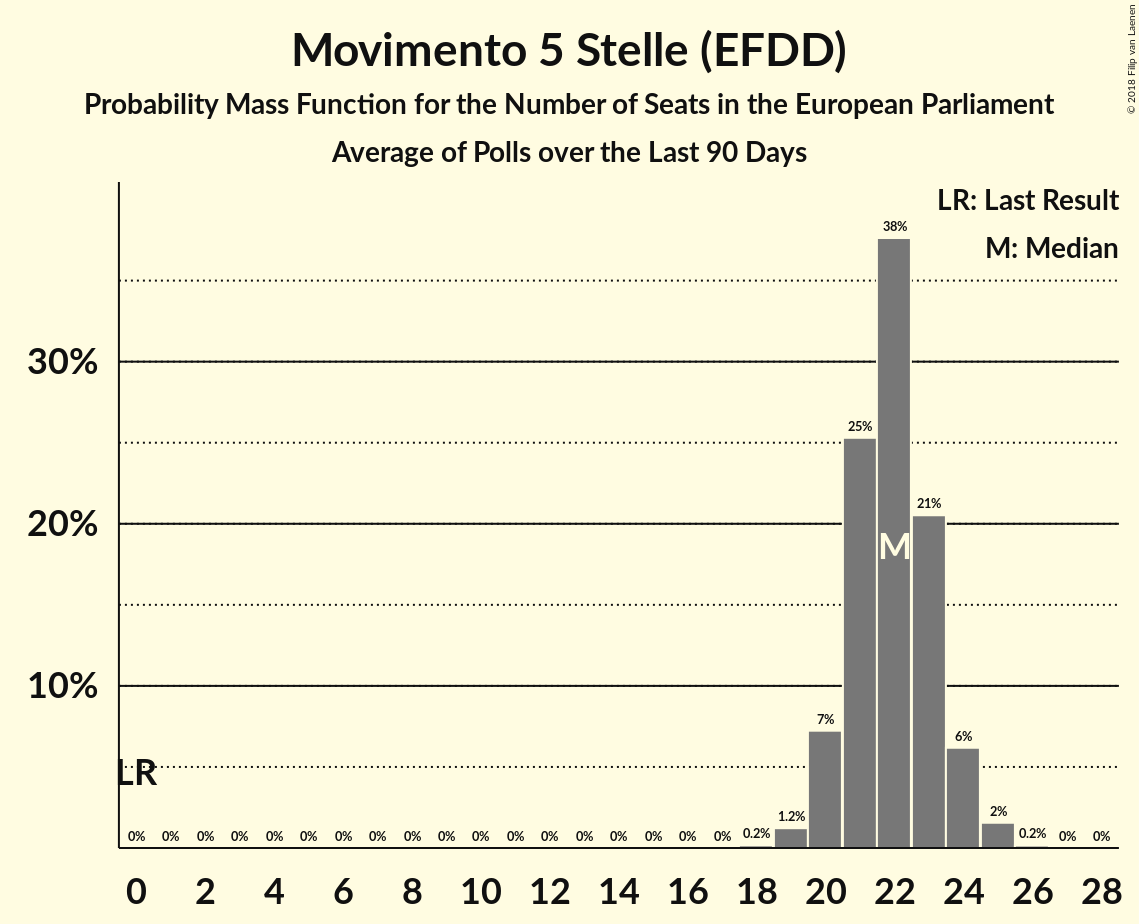 Movimento 5 Stelle (EFDD)
Probability Mass Function for the Number of Seats in the European Parliament
Average of Polls over the Last 90 Days
© 2018 Filip van Laenen
LR: Last Result
M: Median
38%
30%
25%
21%
20%
M
10%
7%
6%
LR
0% 0% 0% 0% 0% 0% 0% 0% 0% 0% 0% 0% 0% 0% 0% 0% 0% 0% 0.2% 1.2% 2% 0.2% 0% 0%
0 2 4 6 8 10 12 14 16 18 20 22 24 26 28